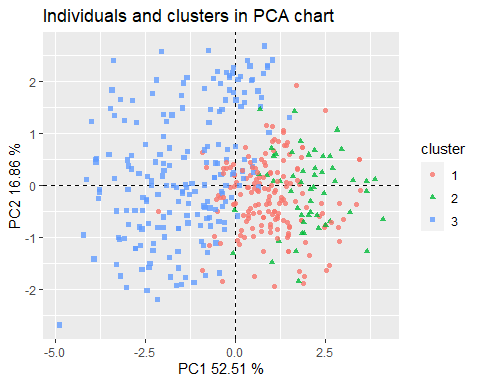 Individuals and clusters in PCA chart
PC2 16.86 %
2
1
0
-1
-2
-5.0 -2.5 0.0 2.5
PC1 52.51 %
cluster
1
2
3